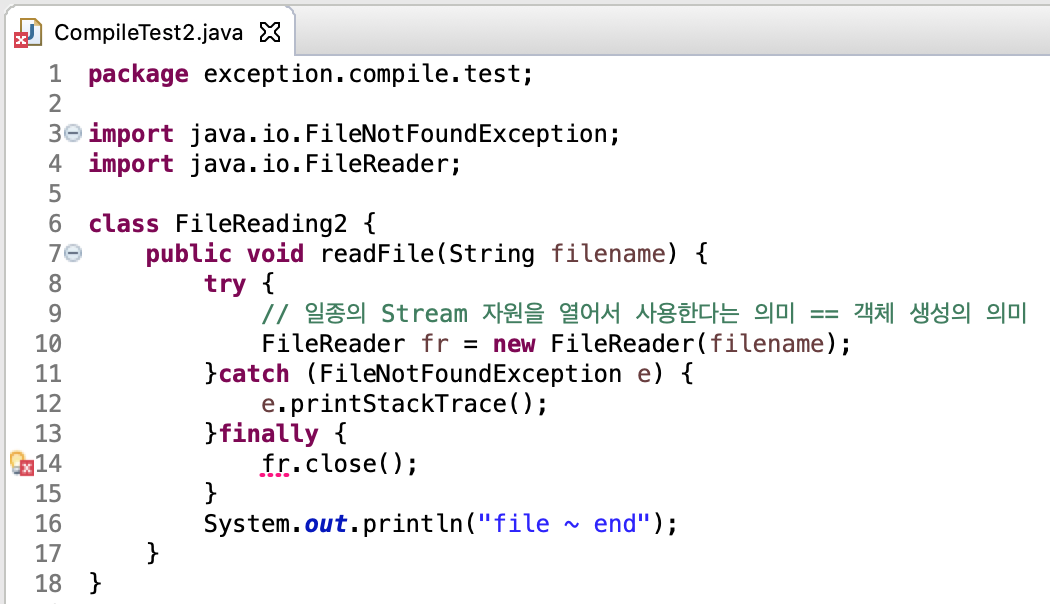 CompileTest2.java
1 package exception.compile.test;
2
3 import java.io.FileNotFoundException;
4 import java.io.FileReader;
5
6 class FileReading2 {
7     public void readFile(String filename) {
8         try {
9             // 일종의 Stream 자원을 열어서 사용한다는 의미 == 객체 생성의 의미
10             FileReader fr = new FileReader(filename);
11         }catch (FileNotFoundException e) {
12             e.printStackTrace();
13         }finally {
14             fr.close();
15         }
16         System.out.println("file ~ end");
17     }
18 }